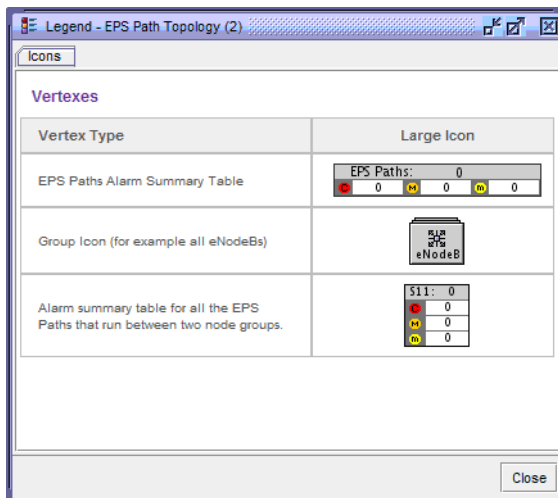 Legend - EPS Path Topology (2)
Icons
Vertexes
Vertex Type
Large Icon
EPS Paths Alarm Summary Table
EPS Paths: 0
C 0 M 0 m 0
Group Icon (for example all eNodeBs)
eNodeB
Alarm summary table for all the EPS
Paths that run between two node groups.
S11: 0
C 0
M 0
m 0
Close